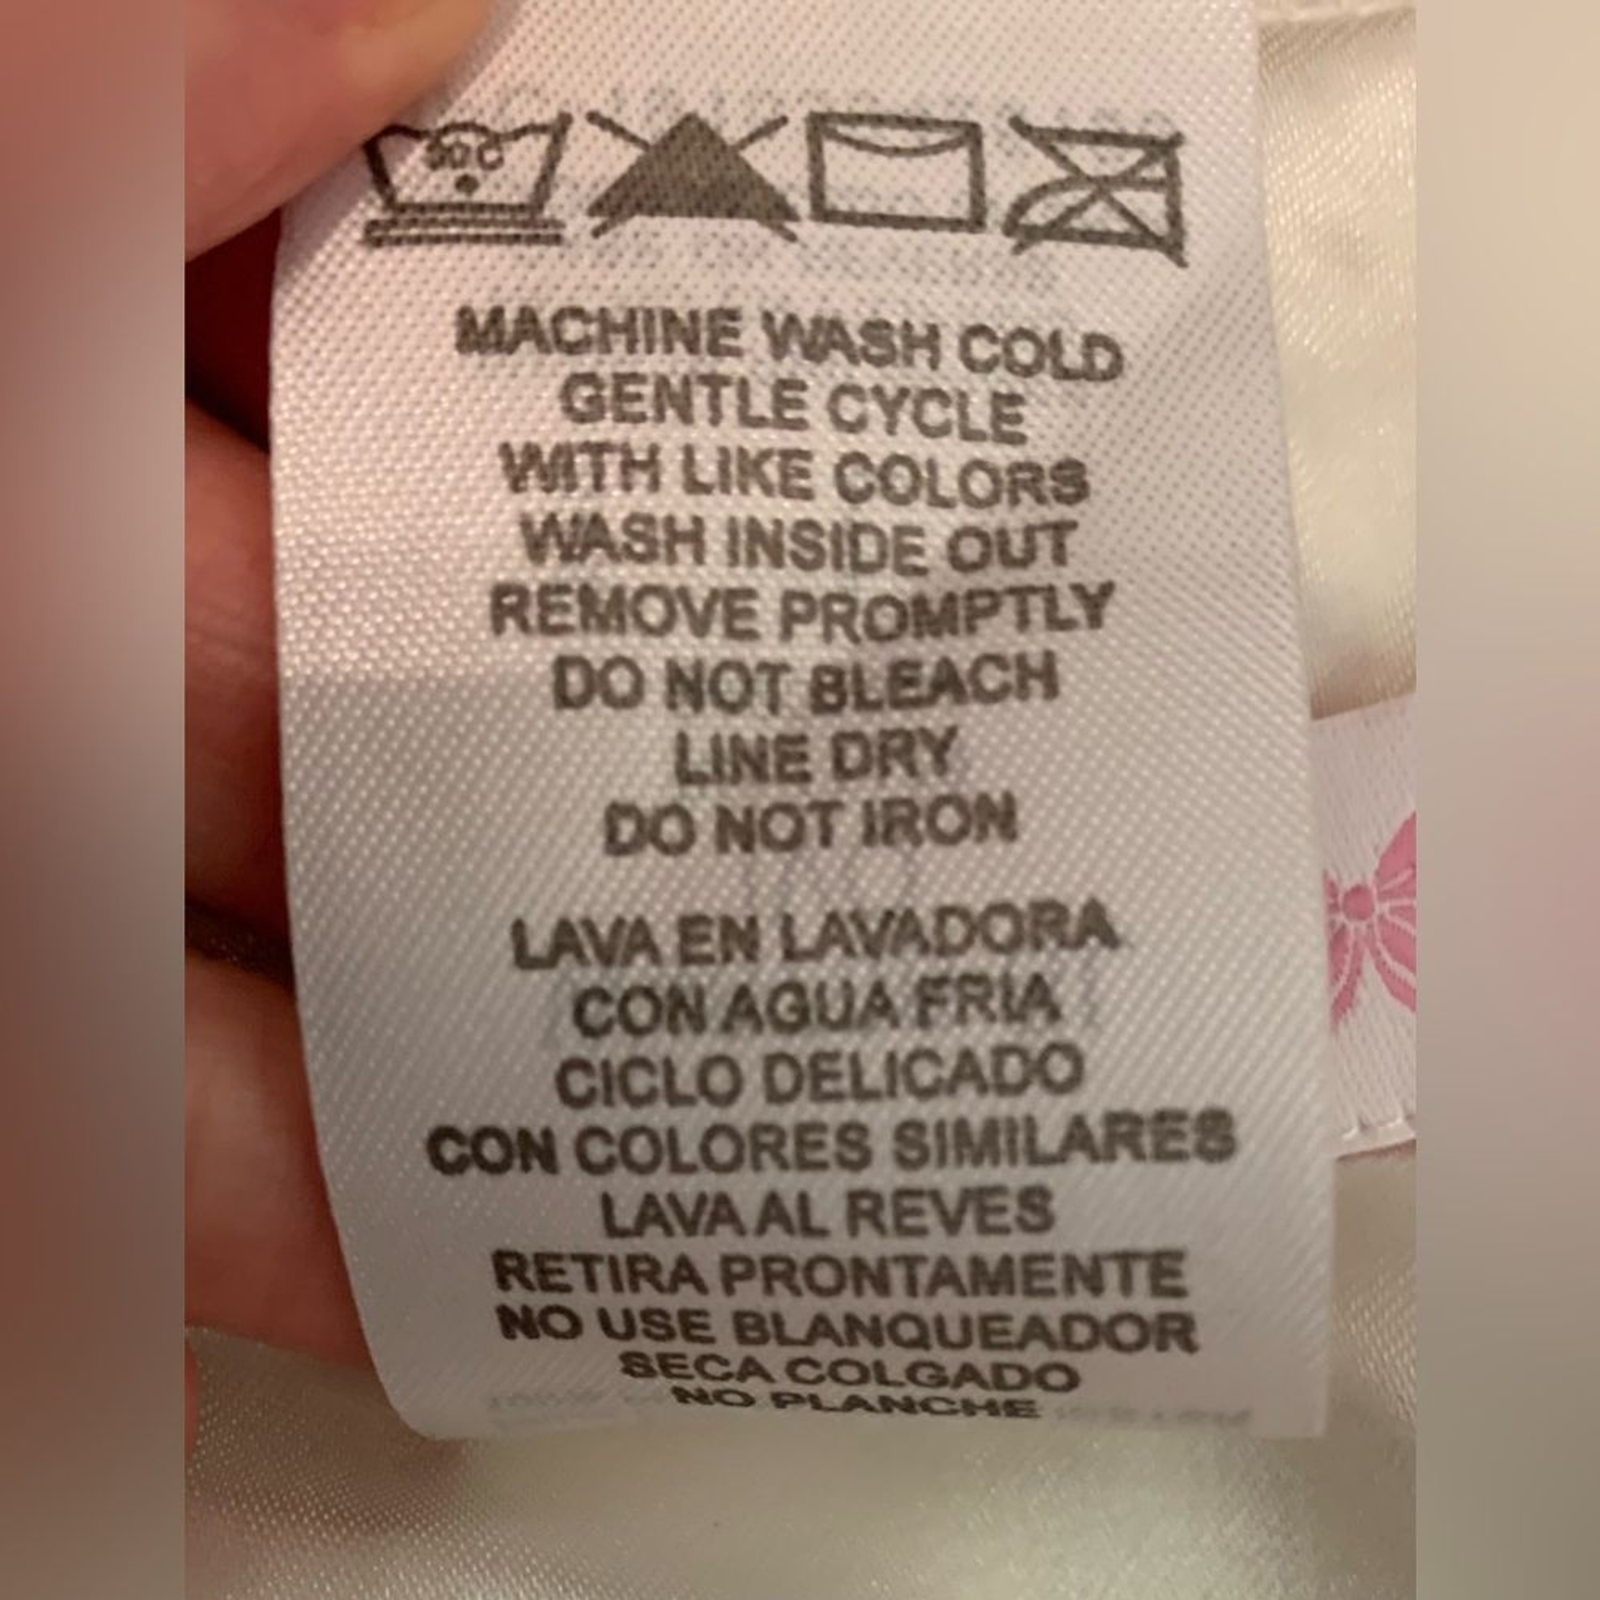 MACHINE WASH COLD
GENTLE CYCLE
WITH LIKE COLORS
WASH INSIDE OUT
REMOVE PROMPTLY
DO NOT BLEACH
LINE DRY
DO NOT IRON
LAVA EN LAVADORA
CON AGUA FRIA
CICLO DELICADO
CON COLORES SIMILARES
LAVA AL REVES
RETIRA PRONTAMENTE
NO USE BLANQUEADOR
SECA COLGADO
NO PLANCHE